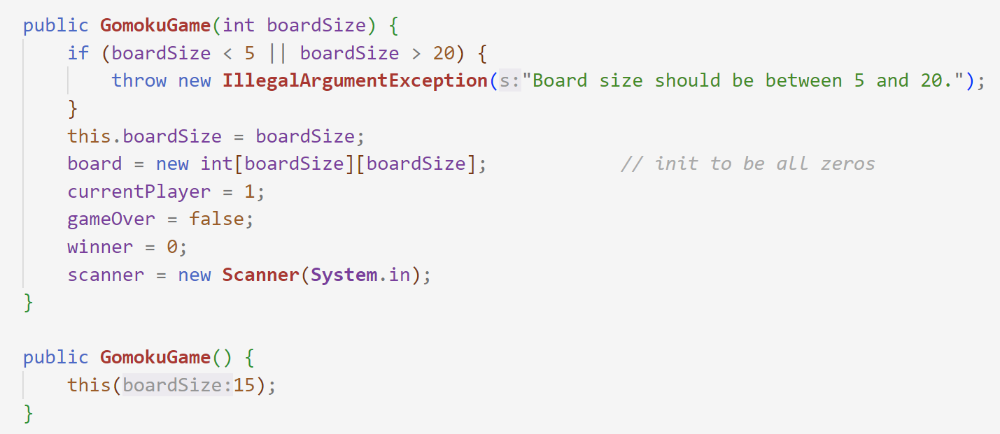 public GomokuGame(int boardSize) {
    if (boardSize < 5 || boardSize > 20) {
        throw new IllegalArgumentException(s:"Board size should be between 5 and 20.");
    }
    this.boardSize = boardSize;
    board = new int[boardSize][boardSize];            // init to be all zeros
    currentPlayer = 1;
    gameOver = false;
    winner = 0;
    scanner = new Scanner(System.in);
}

public GomokuGame() {
    this(boardSize:15);
}